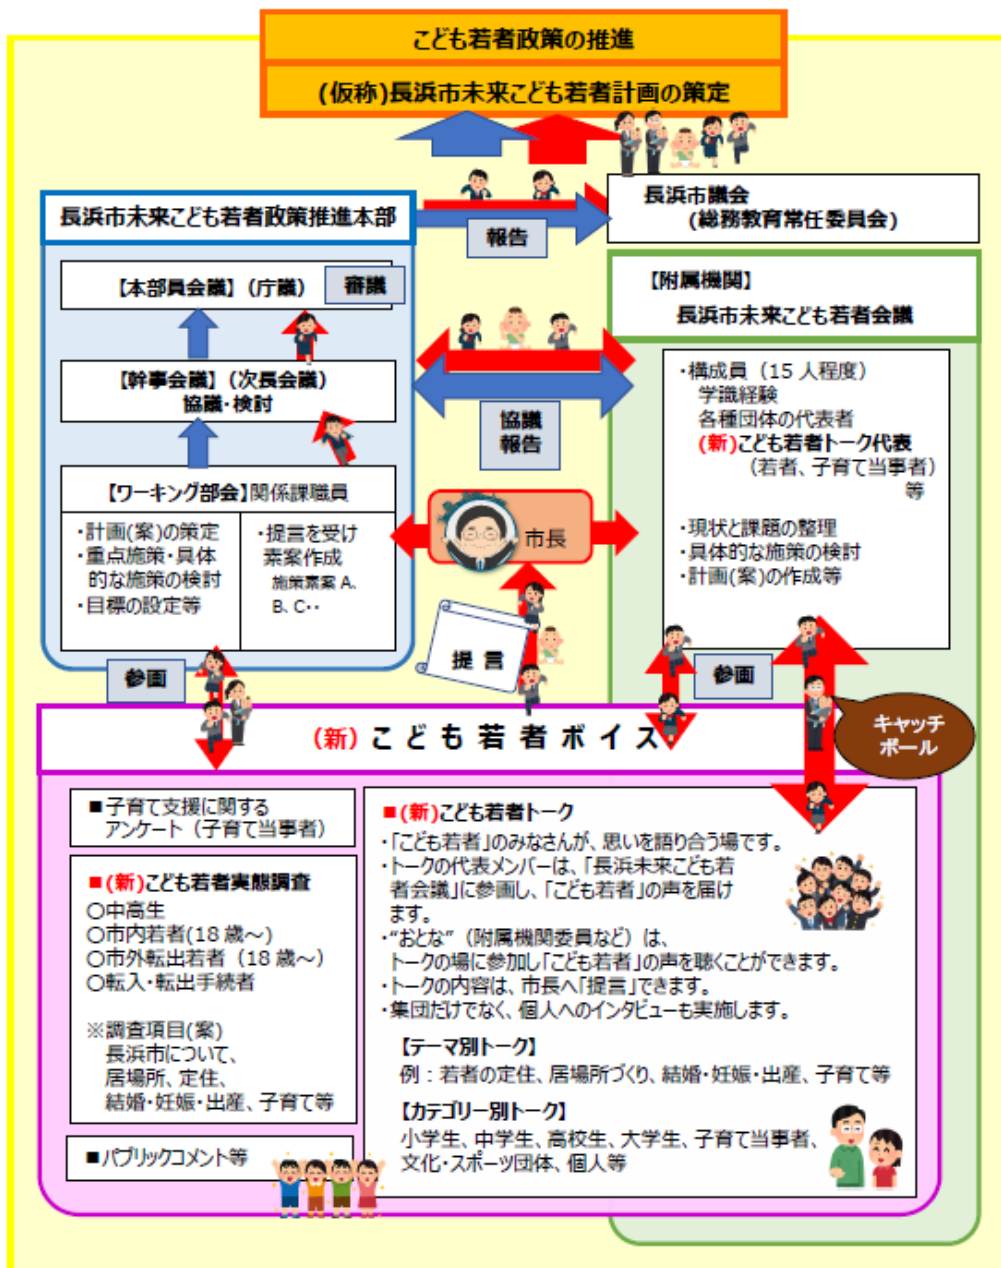 こども若者政策の推進
(仮称)長浜市未来こども若者計画の策定
長浜市未来こども若者政策推進本部
報告
長浜市議会
(総務教育常任委員会)
【本部員会議】(庁議)
審議
【幹事会議】(次長会議)
協議・検討
【ワーキング部会】関係課職員
・計画(案)の策定
・重点施策・具体
的な施策の検討
・目標の設定等
・提言を受け
素案作成
施策素案 A、
B、C・・
協議
報告
【附属機関】
長浜市未来こども若者会議
・構成員(15 人程度)
学識経験
各種団体の代表者
(新)こども若者トーク代表
(若者、子育て当事者)
等
・現状と課題の整理
・具体的な施策の検討
・計画(案)の作成等
市長
提 言
参画
参画
キャッチ
ボール
(新)こ ど も 若 者 ボ イ ス
■子育て支援に関する
アンケート(子育て当事者)
■(新)こども若者実態調査
○中高生
○市内若者(18 歳~)
○市外転出若者(18 歳~)
○転入・転出手続者
※調査項目(案)
長浜市について、
居場所、定住、
結婚・妊娠・出産、子育て等
■パブリックコメント等
■(新)こども若者トーク
・「こども若者」のみなさんが、思いを語り合う場です。
・トークの代表メンバーは、「長浜未来こども若
者会議」に参画し、「こども若者」の声を届け
ます。
・“おとな”(附属機関委員など)は、
トークの場に参加し「こども若者」の声を聴くことができます。
・トークの内容は、市長へ「提言」できます。
・集団だけでなく、個人へのインタビューも実施します。
【テーマ別トーク】
例:若者の定住、居場所づくり、結婚・妊娠・出産、子育て等
【カテゴリー別トーク】
小学生、中学生、高校生、大学生、子育て当事者、
文化・スポーツ団体、個人等